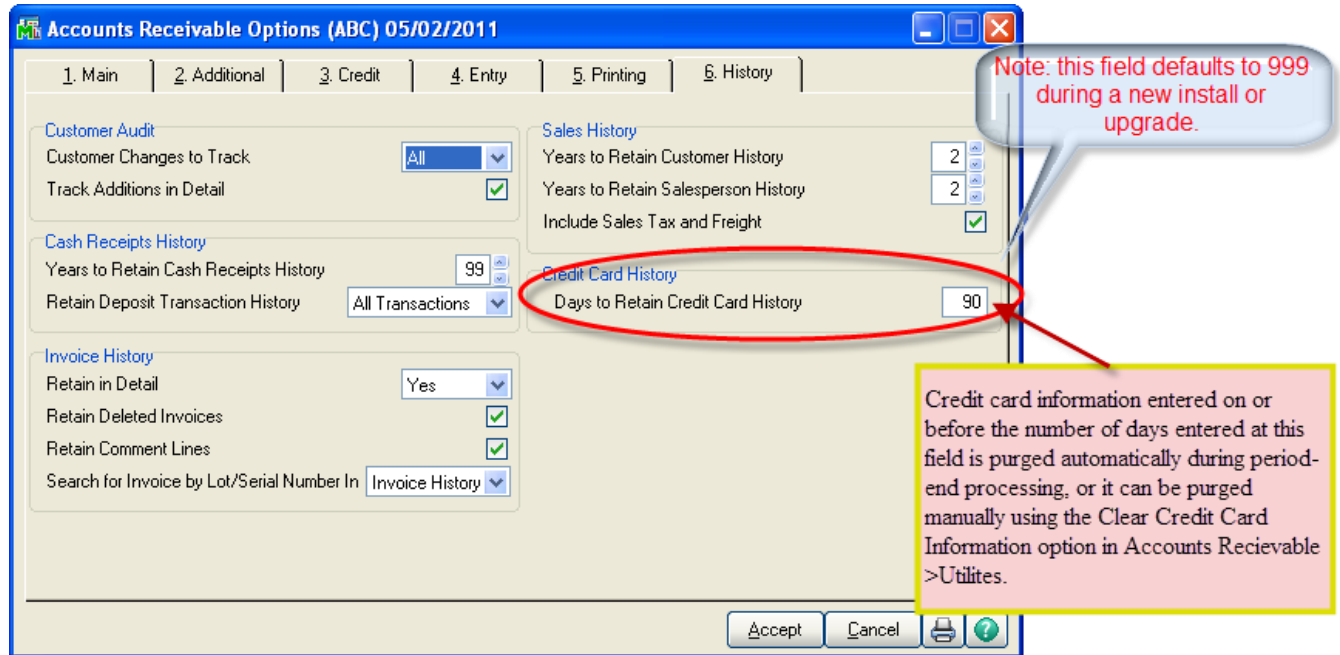 Accounts Receivable Options (ABC) 05/02/2011
1. Main
2. Additional
3. Credit
4. Entry
5. Printing
6. History
Note: this field defaults to 999
during a new install or
upgrade.
Customer Audit
Customer Changes to Track All
Track Additions in Detail
Cash Receipts History
Years to Retain Cash Receipts History 99
Retain Deposit Transaction History All Transactions
Invoice History
Retain in Detail Yes
Retain Deleted Invoices
Retain Comment Lines
Search for Invoice by Lot/Serial Number In Invoice History
Sales History
Years to Retain Customer History 2
Years to Retain Salesperson History 2
Include Sales Tax and Freight
Credit Card History
Days to Retain Credit Card History 90
Credit card information entered on or
before the number of days entered at this
field is purged automatically during period-
end processing, or it can be purged
manually using the Clear Credit Card
Information option in Accounts Recievable
>Utilites.
Accept
Cancel